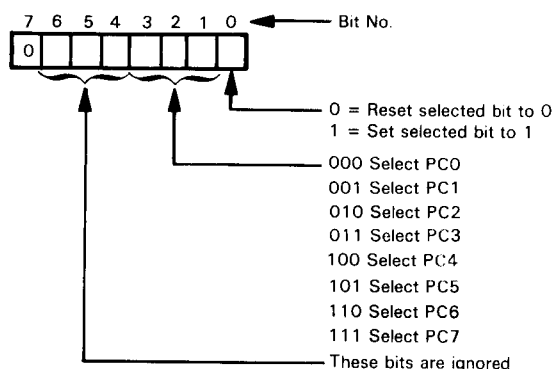 7 6 5 4 3 2 1 0 Bit No.
0
0 = Reset selected bit to 0
1 = Set selected bit to 1
000 Select PC0
001 Select PC1
010 Select PC2
011 Select PC3
100 Select PC4
101 Select PC5
110 Select PC6
111 Select PC7
These bits are ignored